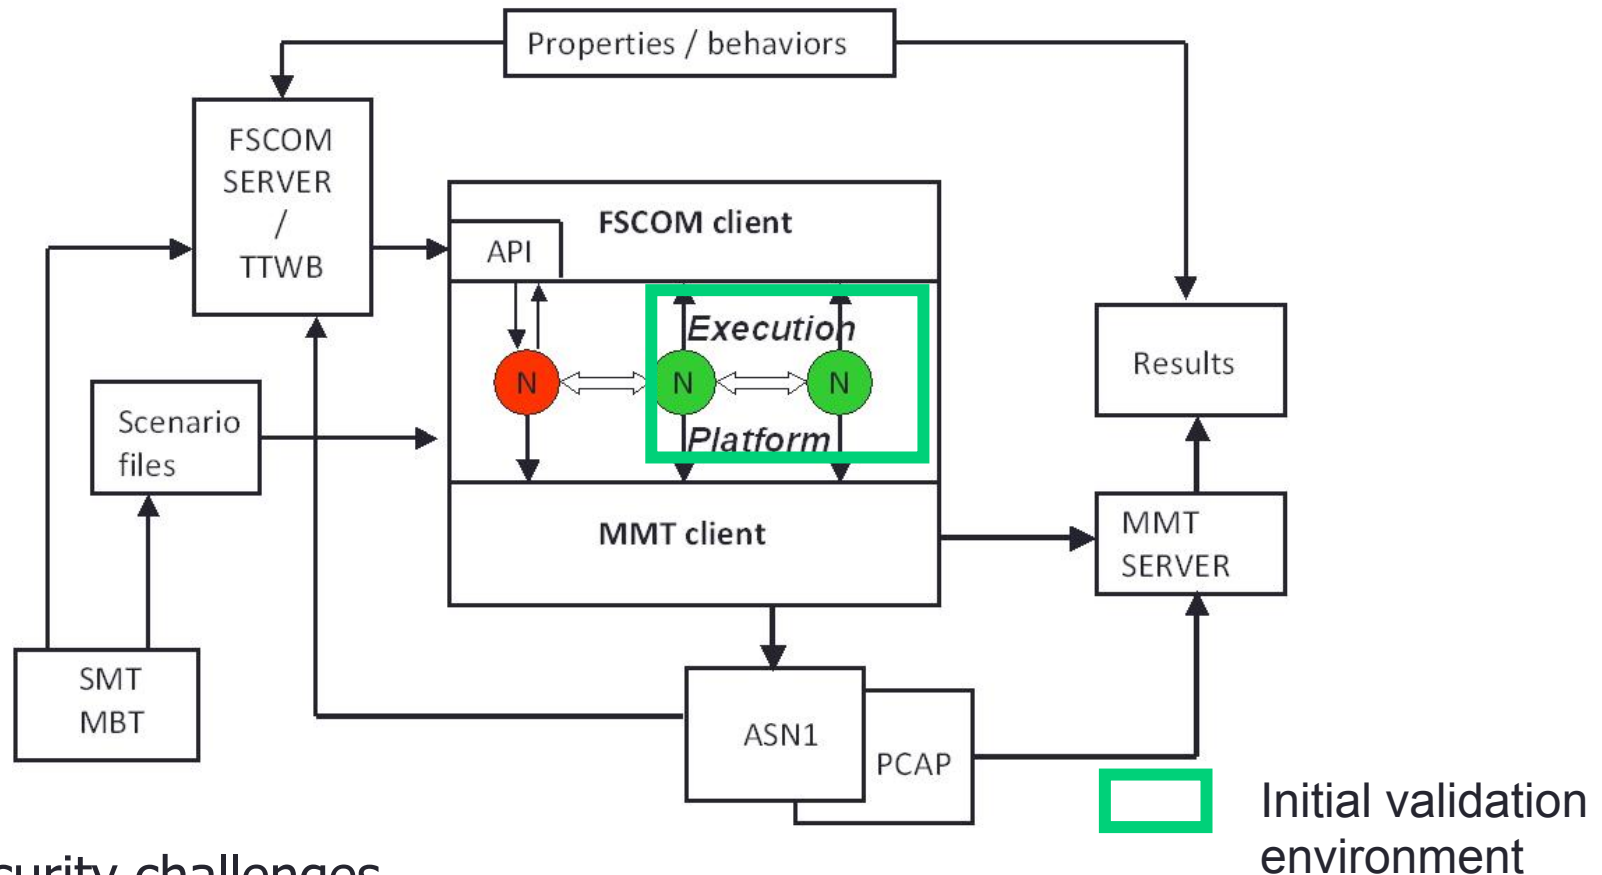 Properties / behaviors
FSCOM
SERVER
/
TTWB
FSCOM client
API
Execution
N
N
N
Platform
Results
Scenario
files
MMT client
MMT
SERVER
SMT
MBT
ASN1
PCAP
Initial validation
environment
challenges